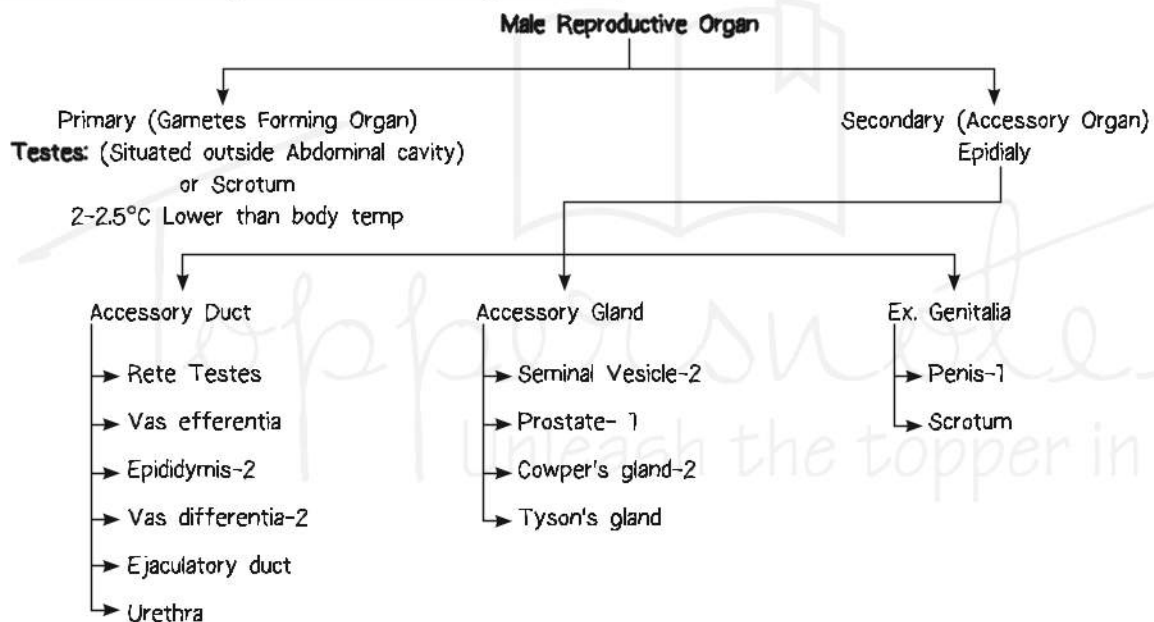 Male Reproductive Organ
Primary (Gametes Forming Organ)
Testes: (Situated outside Abdominal cavity)
or Scrotum
2-2.5°C Lower than body temp
Secondary (Accessory Organ)
Epidialy
Accessory Duct
Rete Testes
Vas efferentia
Epididymis-2
Vas differentia-2
Ejaculatory duct
Urethra
Accessory Gland
Seminal Vesicle-2
Prostate- 1
Cowper's gland-2
Tyson's gland
Ex. Genitalia
Penis-1
Scrotum
Toppersnote
Unleash the topper in